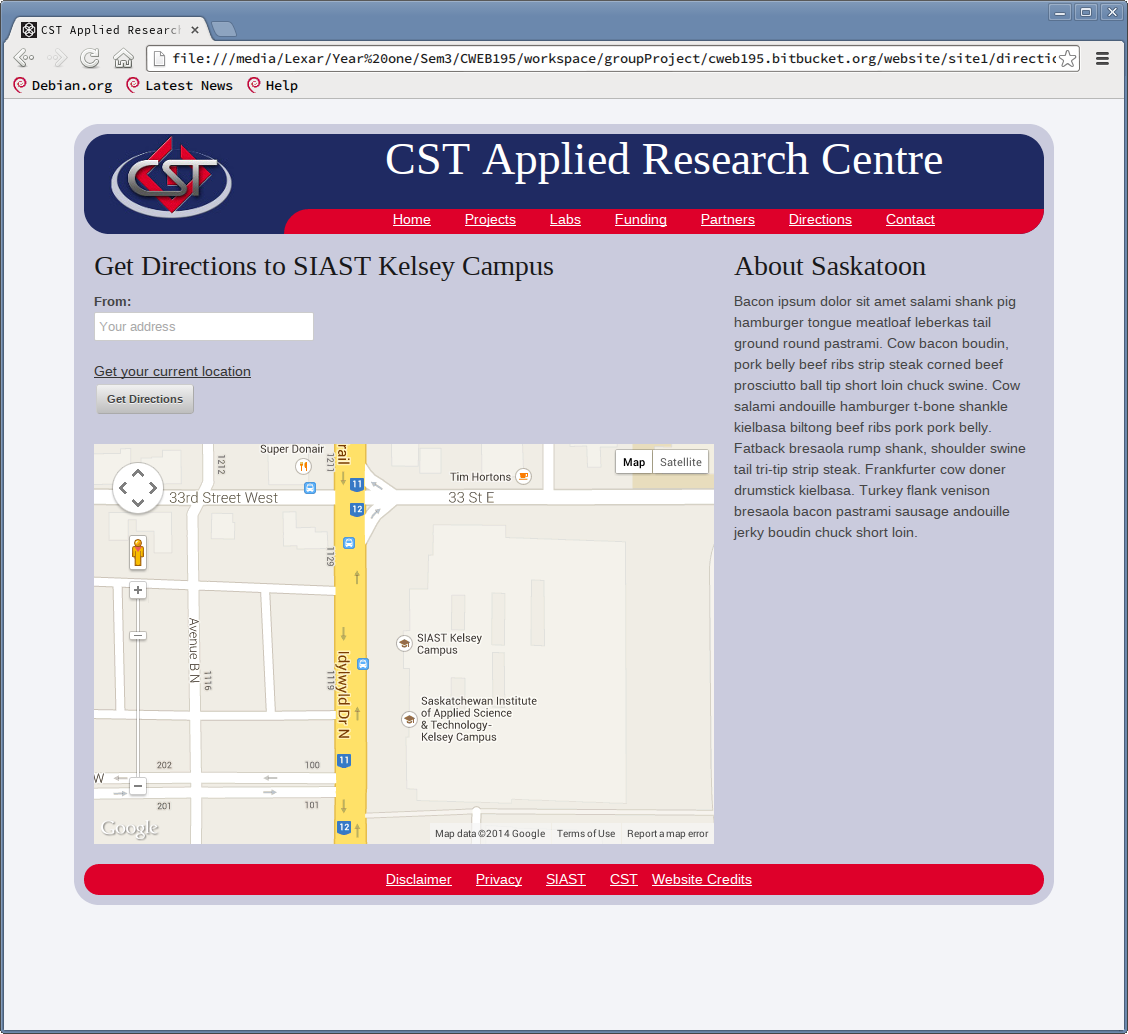 CST Applied Researc
file:///media/Lexar/Year%20one/Sem3/CWEB195/workspace/groupProject/cweb195.bitbucket.org/website/site1/directio
Debian.org Latest News Help
CST
CST Applied Research Centre
Home Projects Labs Funding Partners Directions Contact
Get Directions to SIAST Kelsey Campus
From:
Your address
Get your current location
Get Directions
About Saskatoon
Bacon ipsum dolor sit amet salami shank pig
hamburger tongue meatloaf leberkas tail
ground round pastrami. Cow bacon boudin,
pork belly beef ribs strip steak corned beef
prosciutto ball tip short loin chuck swine. Cow
salami andouille hamburger t-bone shankle
kielbasa biltong beef ribs pork pork belly.
Fatback bresaola rump shank, shoulder swine
tail tri-tip strip steak. Frankfurter cow doner
drumstick kielbasa. Turkey flank venison
bresaola bacon pastrami sausage andouille
jerky boudin chuck short loin.
Super Donair
rail
1212
1211
Map Satellite
Tim Hortons
11
33rd Street West
33 St E
12
1129
SIAST Kelsey
Campus
Avenue B N
1116
1119
Idylwyld Dr N
Saskatchewan Institute
of Applied Science
& Technology-
Kelsey Campus
11
202
100
W
201
101
12
Google
Map data ©2014 Google Terms of Use Report a map error
Disclaimer Privacy SIAST CST Website Credits